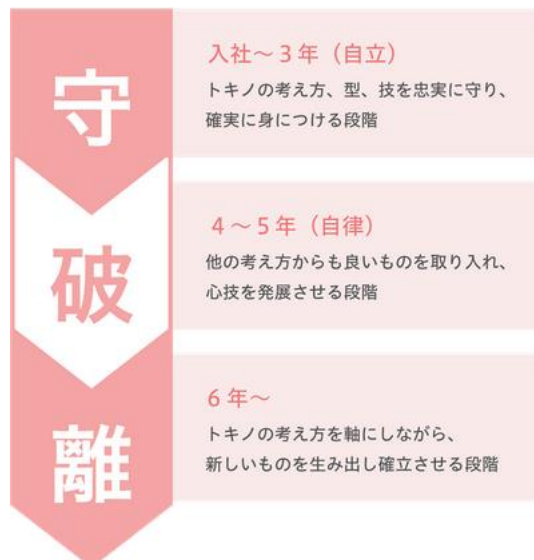 守
入社～3年（自立）
トキノの考え方、型、技を忠実に守り、
確実に身につける段階
破
4～5年（自律）
他の考え方からも良いものを取り入れ、
心技を発展させる段階
離
6年～
トキノの考え方を軸にしながら、
新しいものを生み出し確立させる段階